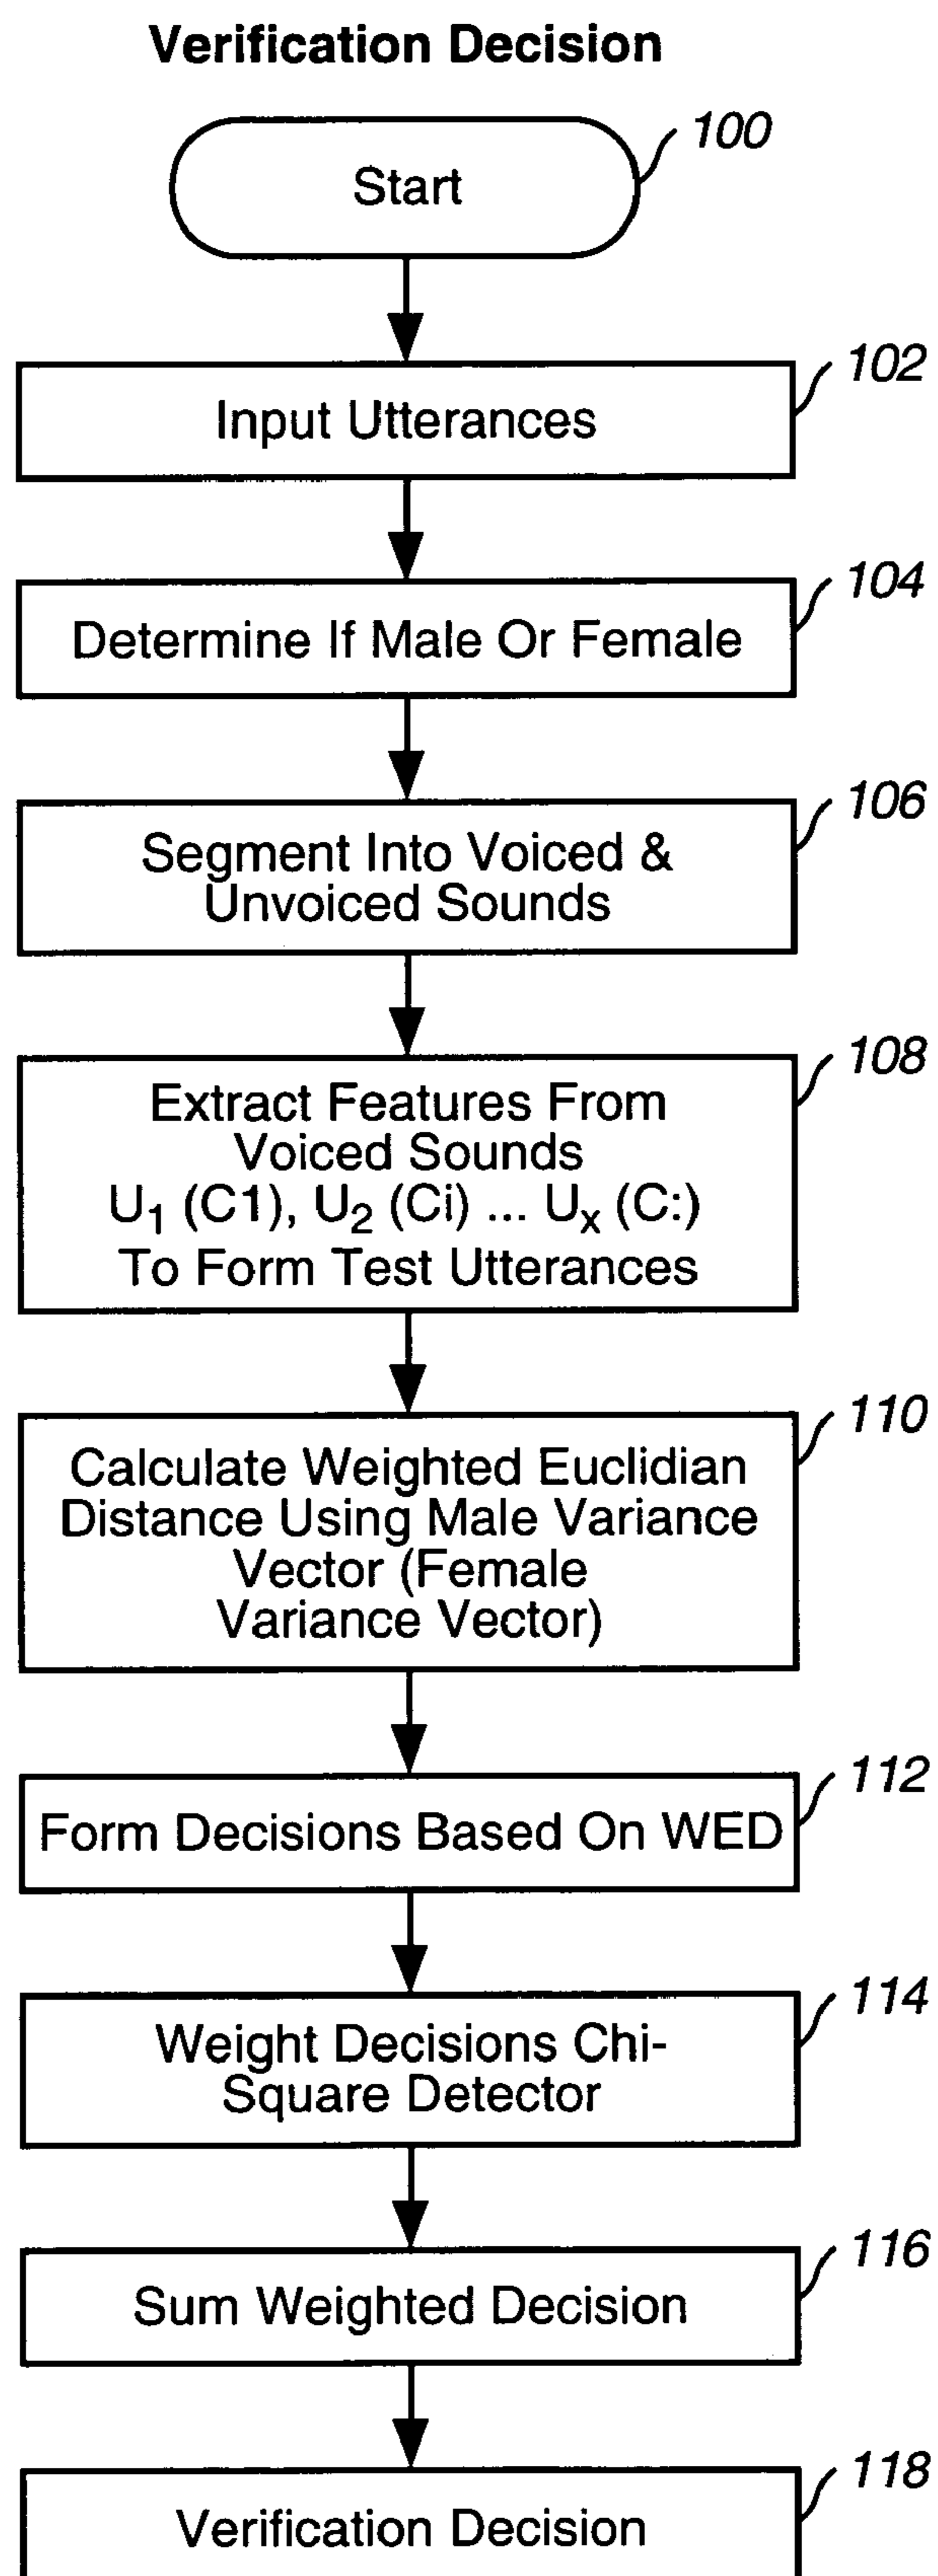 Verification Decision
100
Start
102
Input Utterances
104
Determine If Male Or Female
106
Segment Into Voiced &
Unvoiced Sounds
108
Extract Features From
Voiced Sounds
U1 (C1), U2 (Ci) ... Ux (C:)
To Form Test Utterances
110
Calculate Weighted Euclidian
Distance Using Male Variance
Vector (Female
Variance Vector)
112
Form Decisions Based On WED
114
Weight Decisions Chi-
Square Detector
116
Sum Weighted Decision
118
Verification Decision